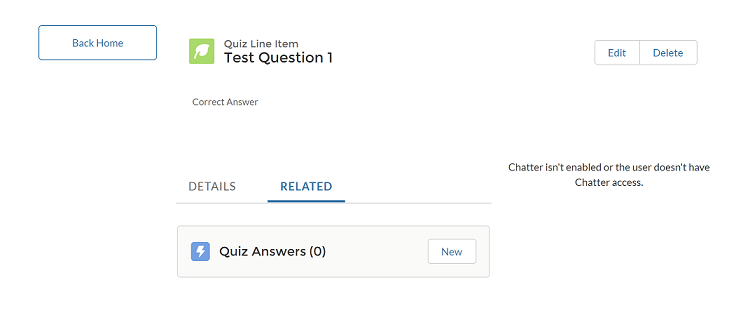 Back Home
Quiz Line Item
Test Question 1
Edit
Delete
Correct Answer
Chatter isn't enabled or the user doesn't have
Chatter access.
DETAILS
RELATED
Quiz Answers (0)
New